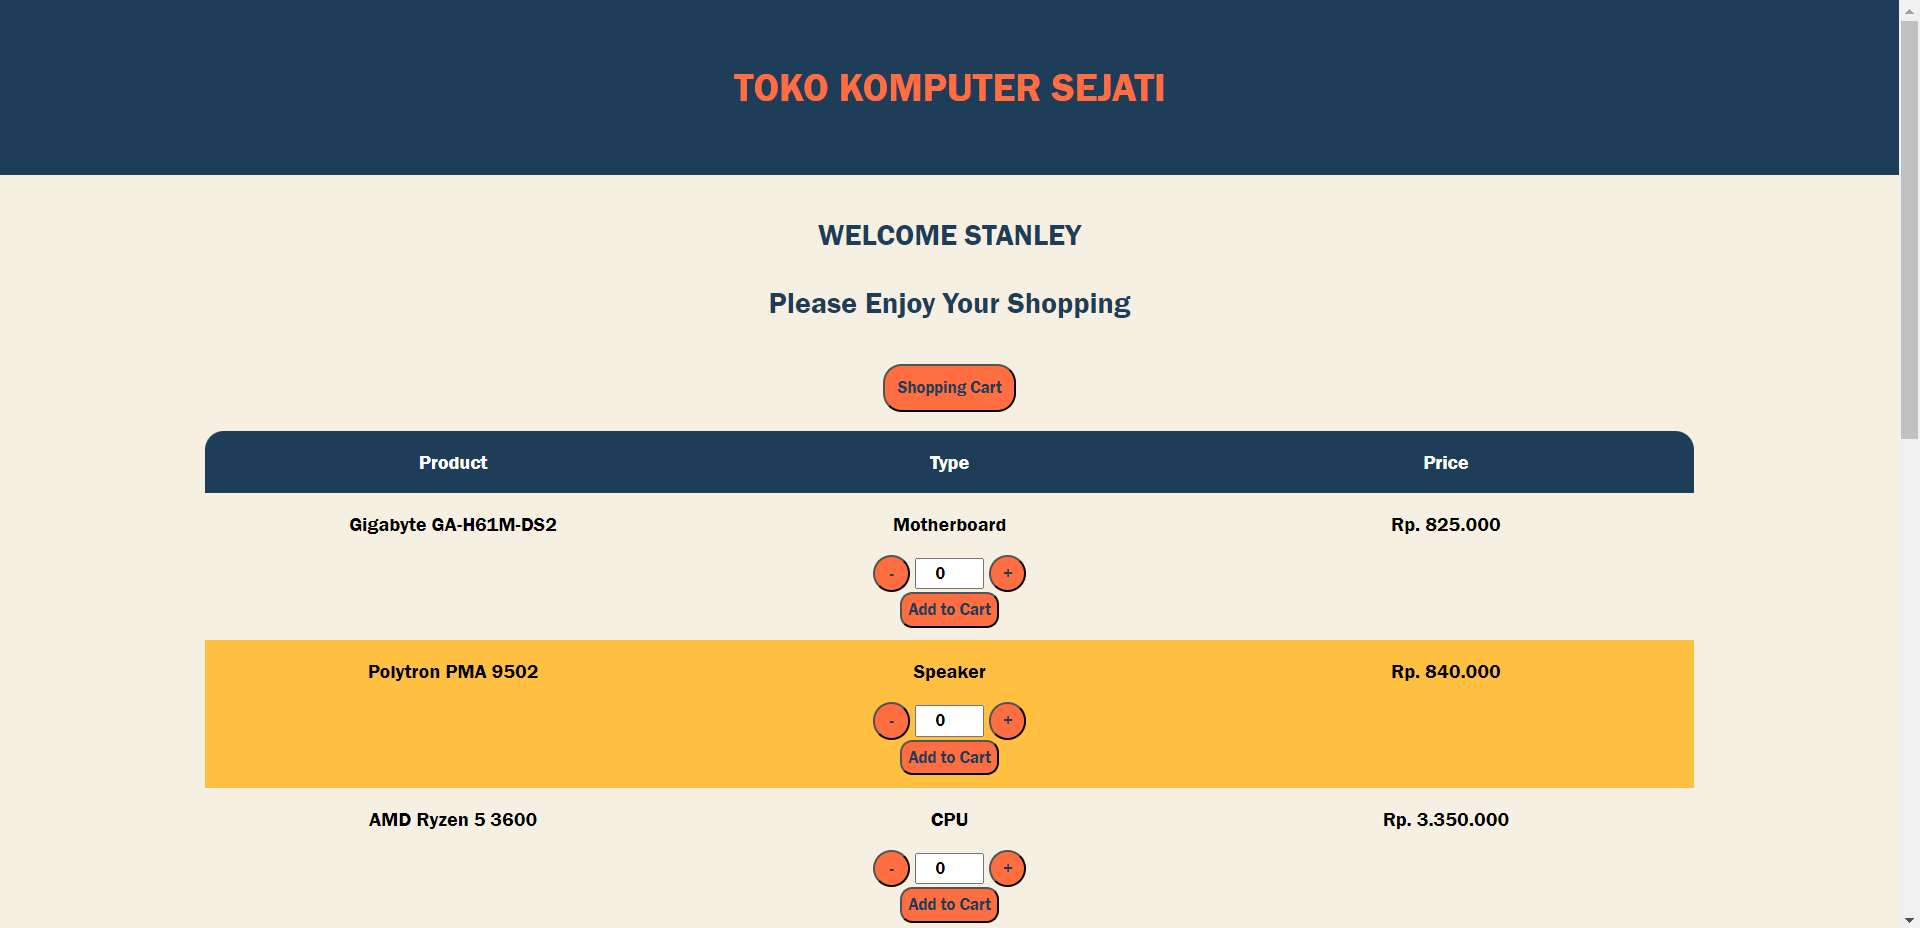 TOKO KOMPUTER SEJATI
WELCOME STANLEY
Please Enjoy Your Shopping
Shopping Cart
Product Type Price
Gigabyte GA-H61M-DS2 Motherboard Rp. 825.000
- 0 +
Add to Cart
Polytron PMA 9502 Speaker Rp. 840.000
- 0 +
Add to Cart
AMD Ryzen 5 3600 CPU Rp. 3.350.000
- 0 +
Add to Cart